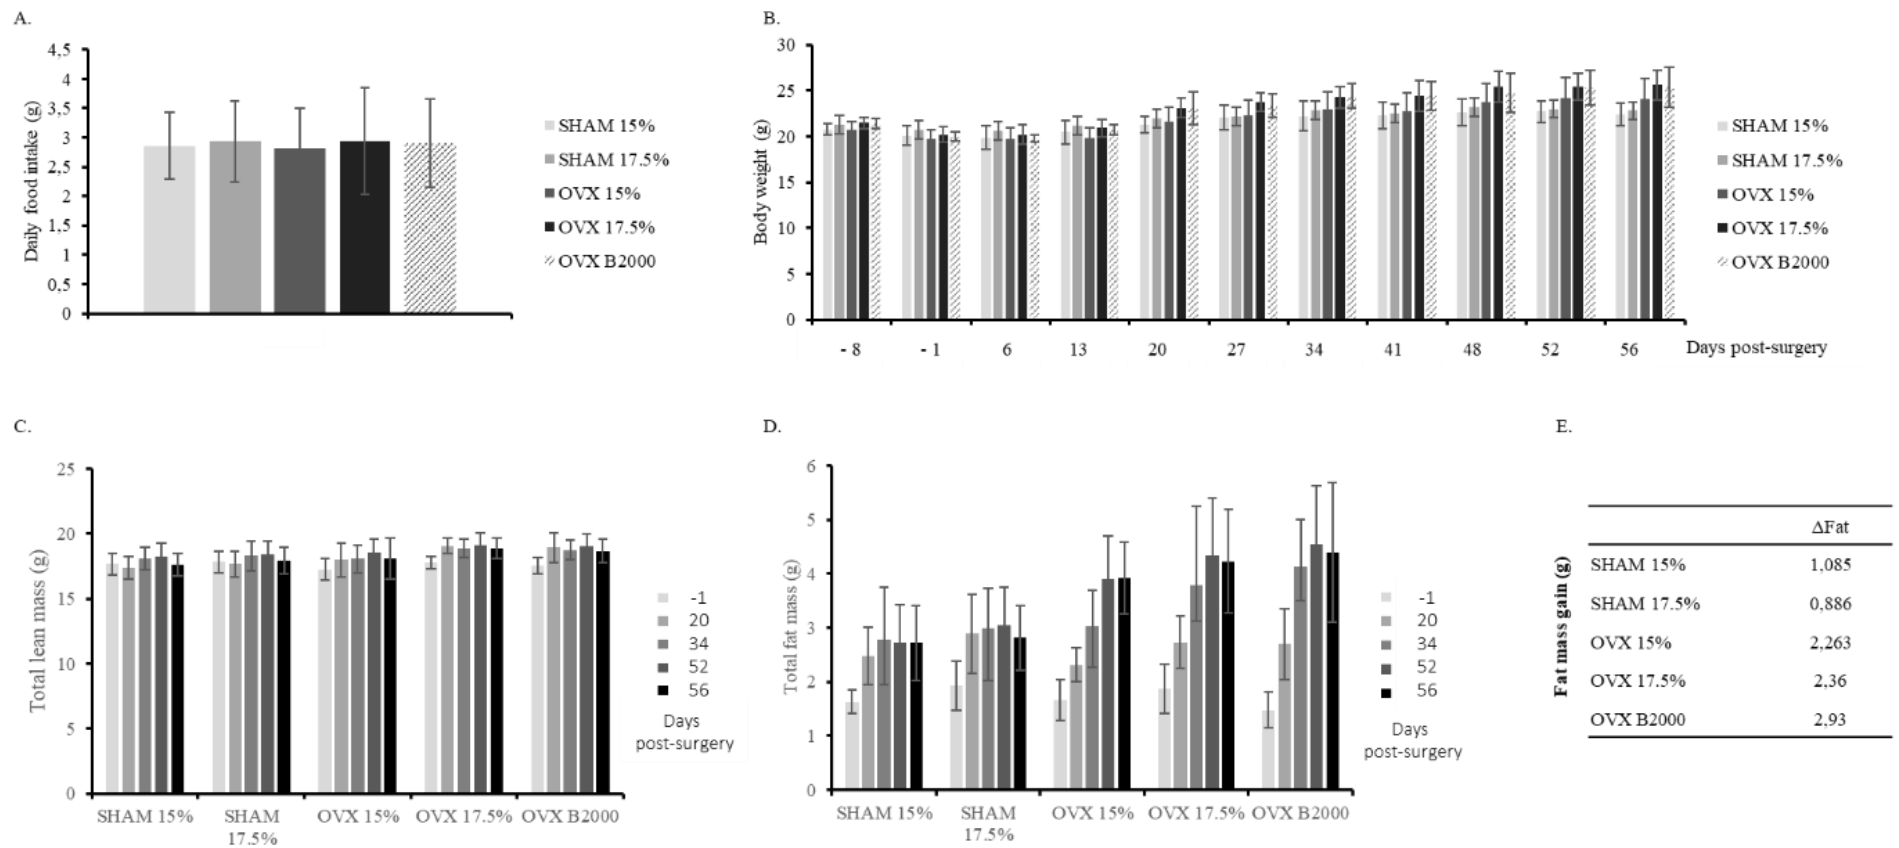 A.
4,5
4
3,5
3
2,5
2
1,5
1
0,5
0
Daily food intake (g)
SHAM 15%
SHAM 17.5%
OVX 15%
OVX 17.5%
OVX B2000
B.
30
25
20
15
10
5
0
Body weight (g)
- 8
- 1
6
13
20
27
34
41
48
52
56
Days post-surgery
SHAM 15%
SHAM 17.5%
OVX 15%
OVX 17.5%
OVX B2000
C.
25
20
15
10
5
0
Total lean mass (g)
SHAM 15%
SHAM
17.5%
OVX 15%
OVX 17.5%
OVX B2000
-1
20
34
52
56
Days
post-surgery
D.
6
5
4
3
2
1
0
Total fat mass (g)
SHAM 15%
SHAM
17.5%
OVX 15%
OVX 17.5%
OVX B2000
-1
20
34
52
56
Days
post-surgery
E.
Fat mass gain (g)
ΔFat
SHAM 15% 1,085
SHAM 17.5% 0,886
OVX 15% 2,263
OVX 17.5% 2,36
OVX B2000 2,93